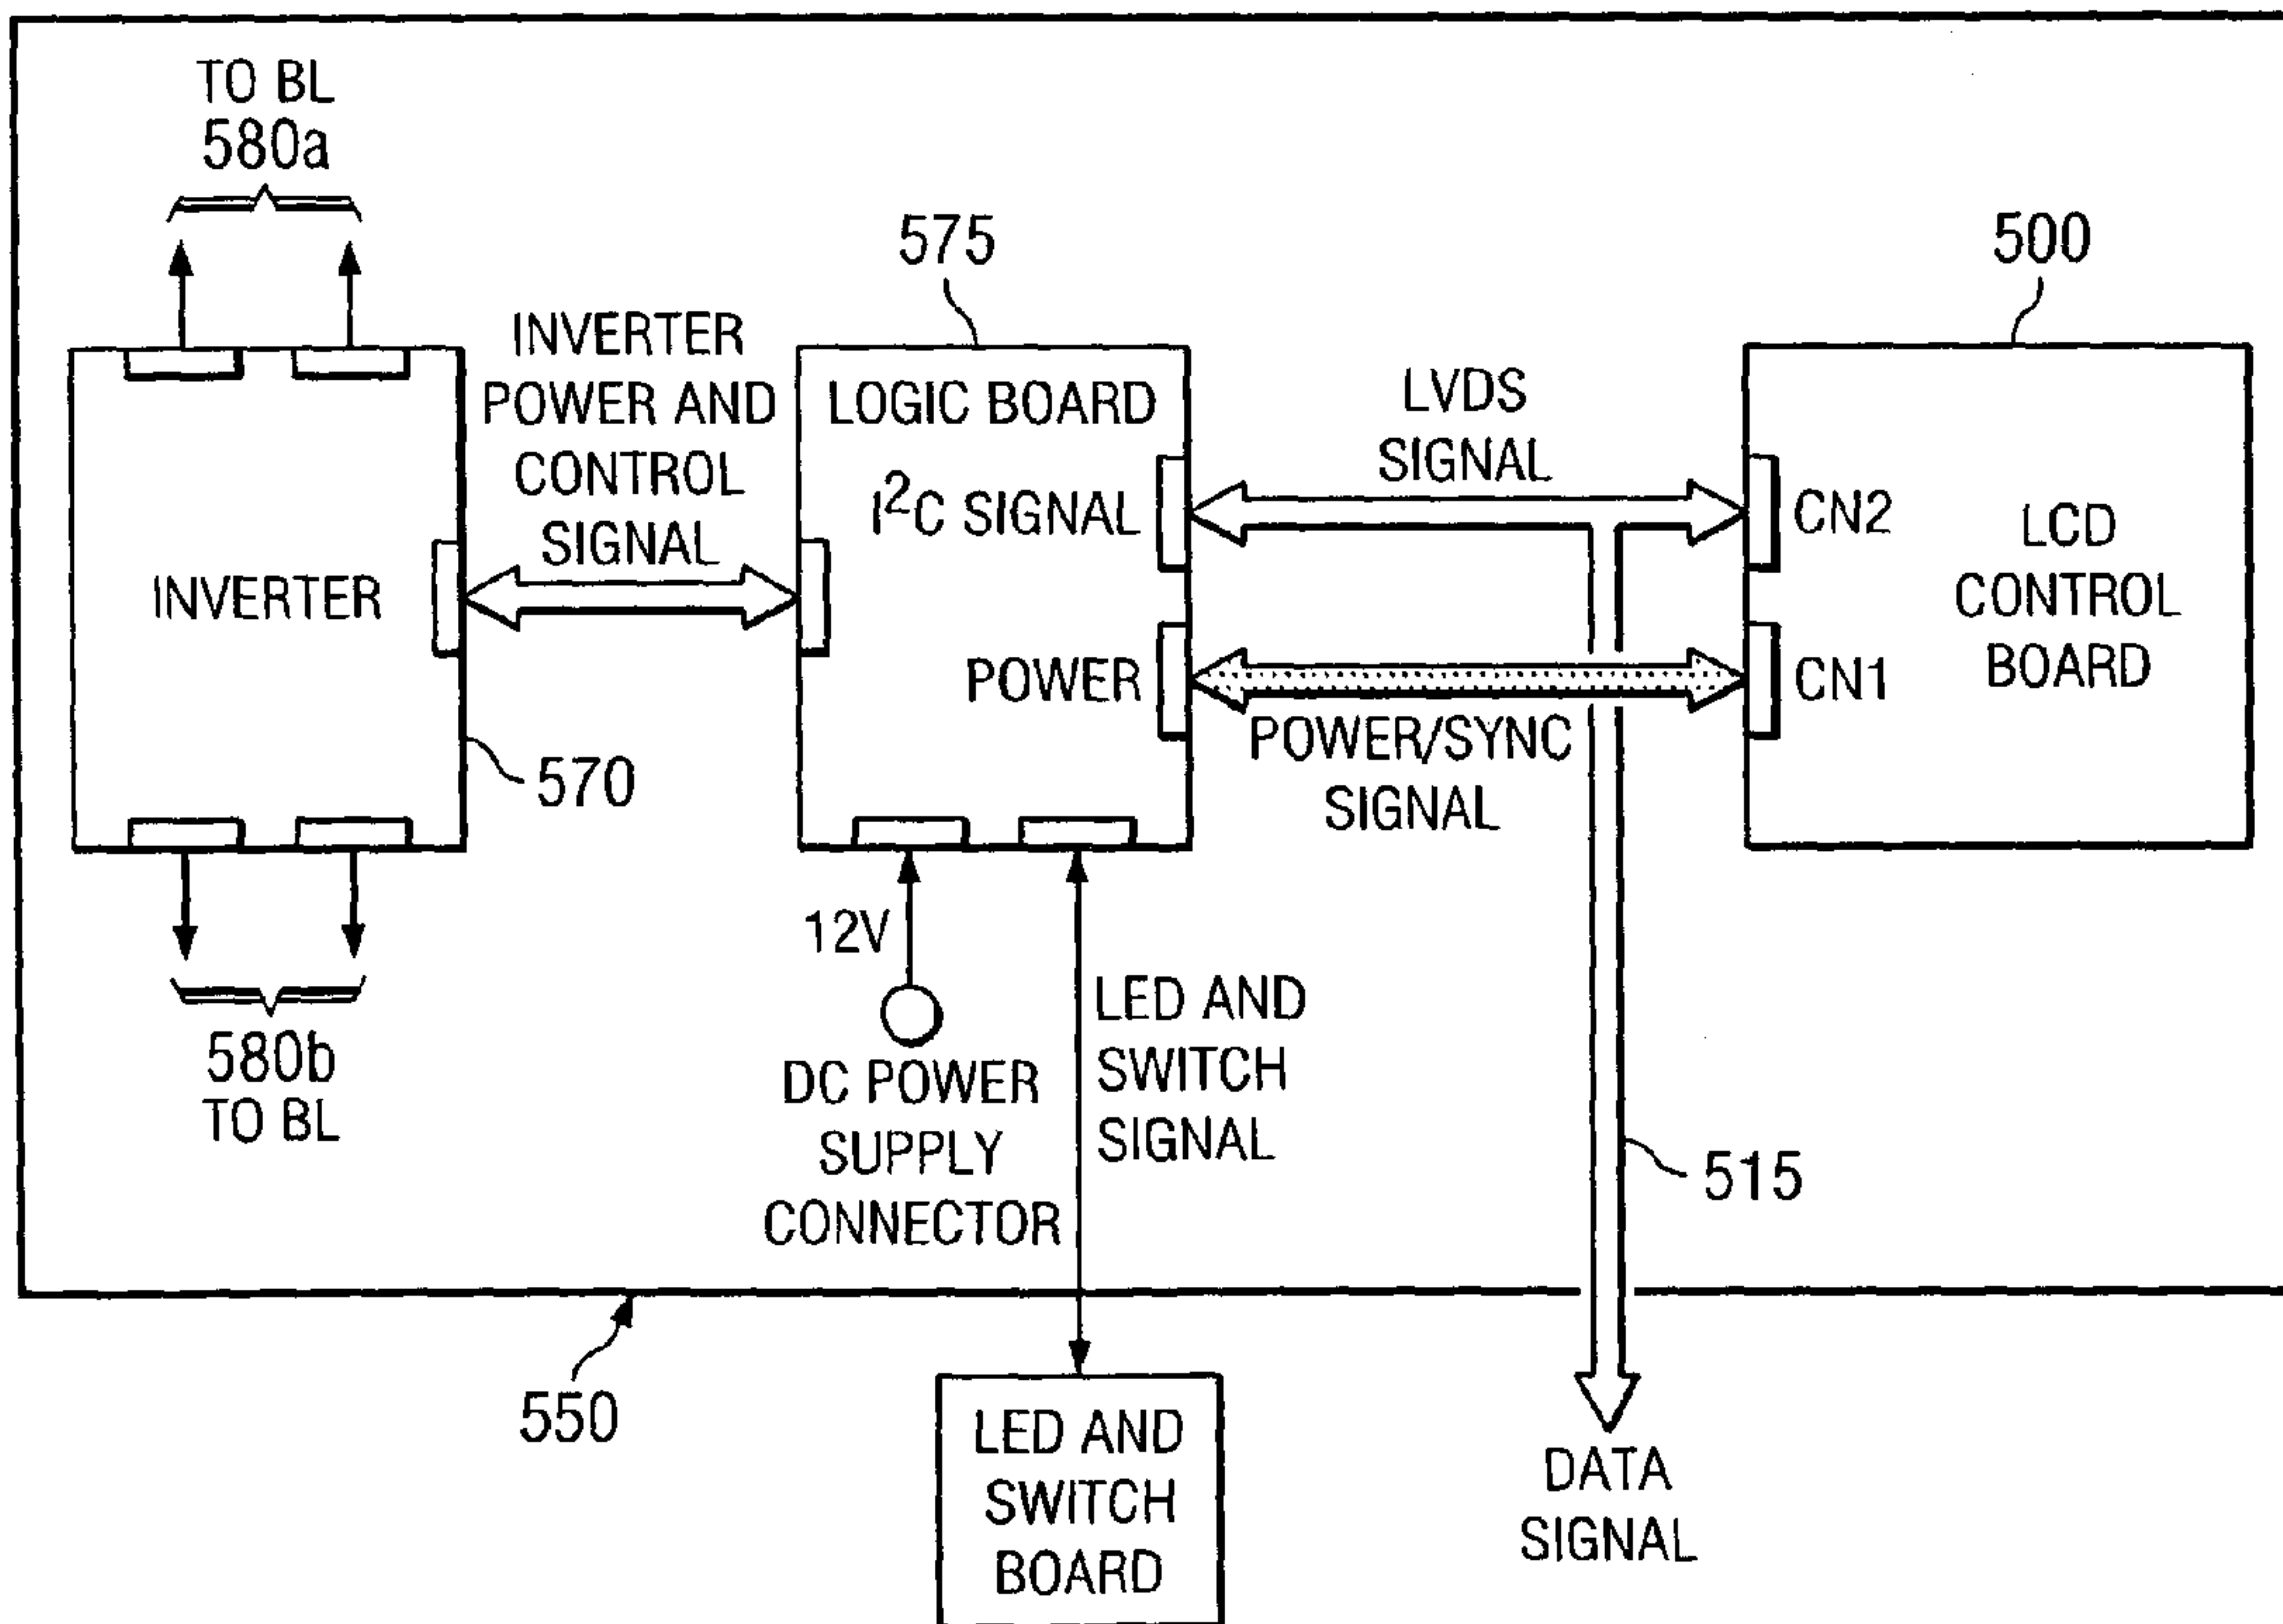 TO BL
580a
575
500
INVERTER
POWER AND
CONTROL
SIGNAL
LOGIC BOARD
I²C SIGNAL
POWER
LVDS
SIGNAL
CN2
CN1
LCD
CONTROL
BOARD
INVERTER
POWER/SYNC
SIGNAL
570
12V
580b
TO BL
DC POWER
SUPPLY
CONNECTOR
LED AND
SWITCH
SIGNAL
515
550
LED AND
SWITCH
BOARD
DATA
SIGNAL